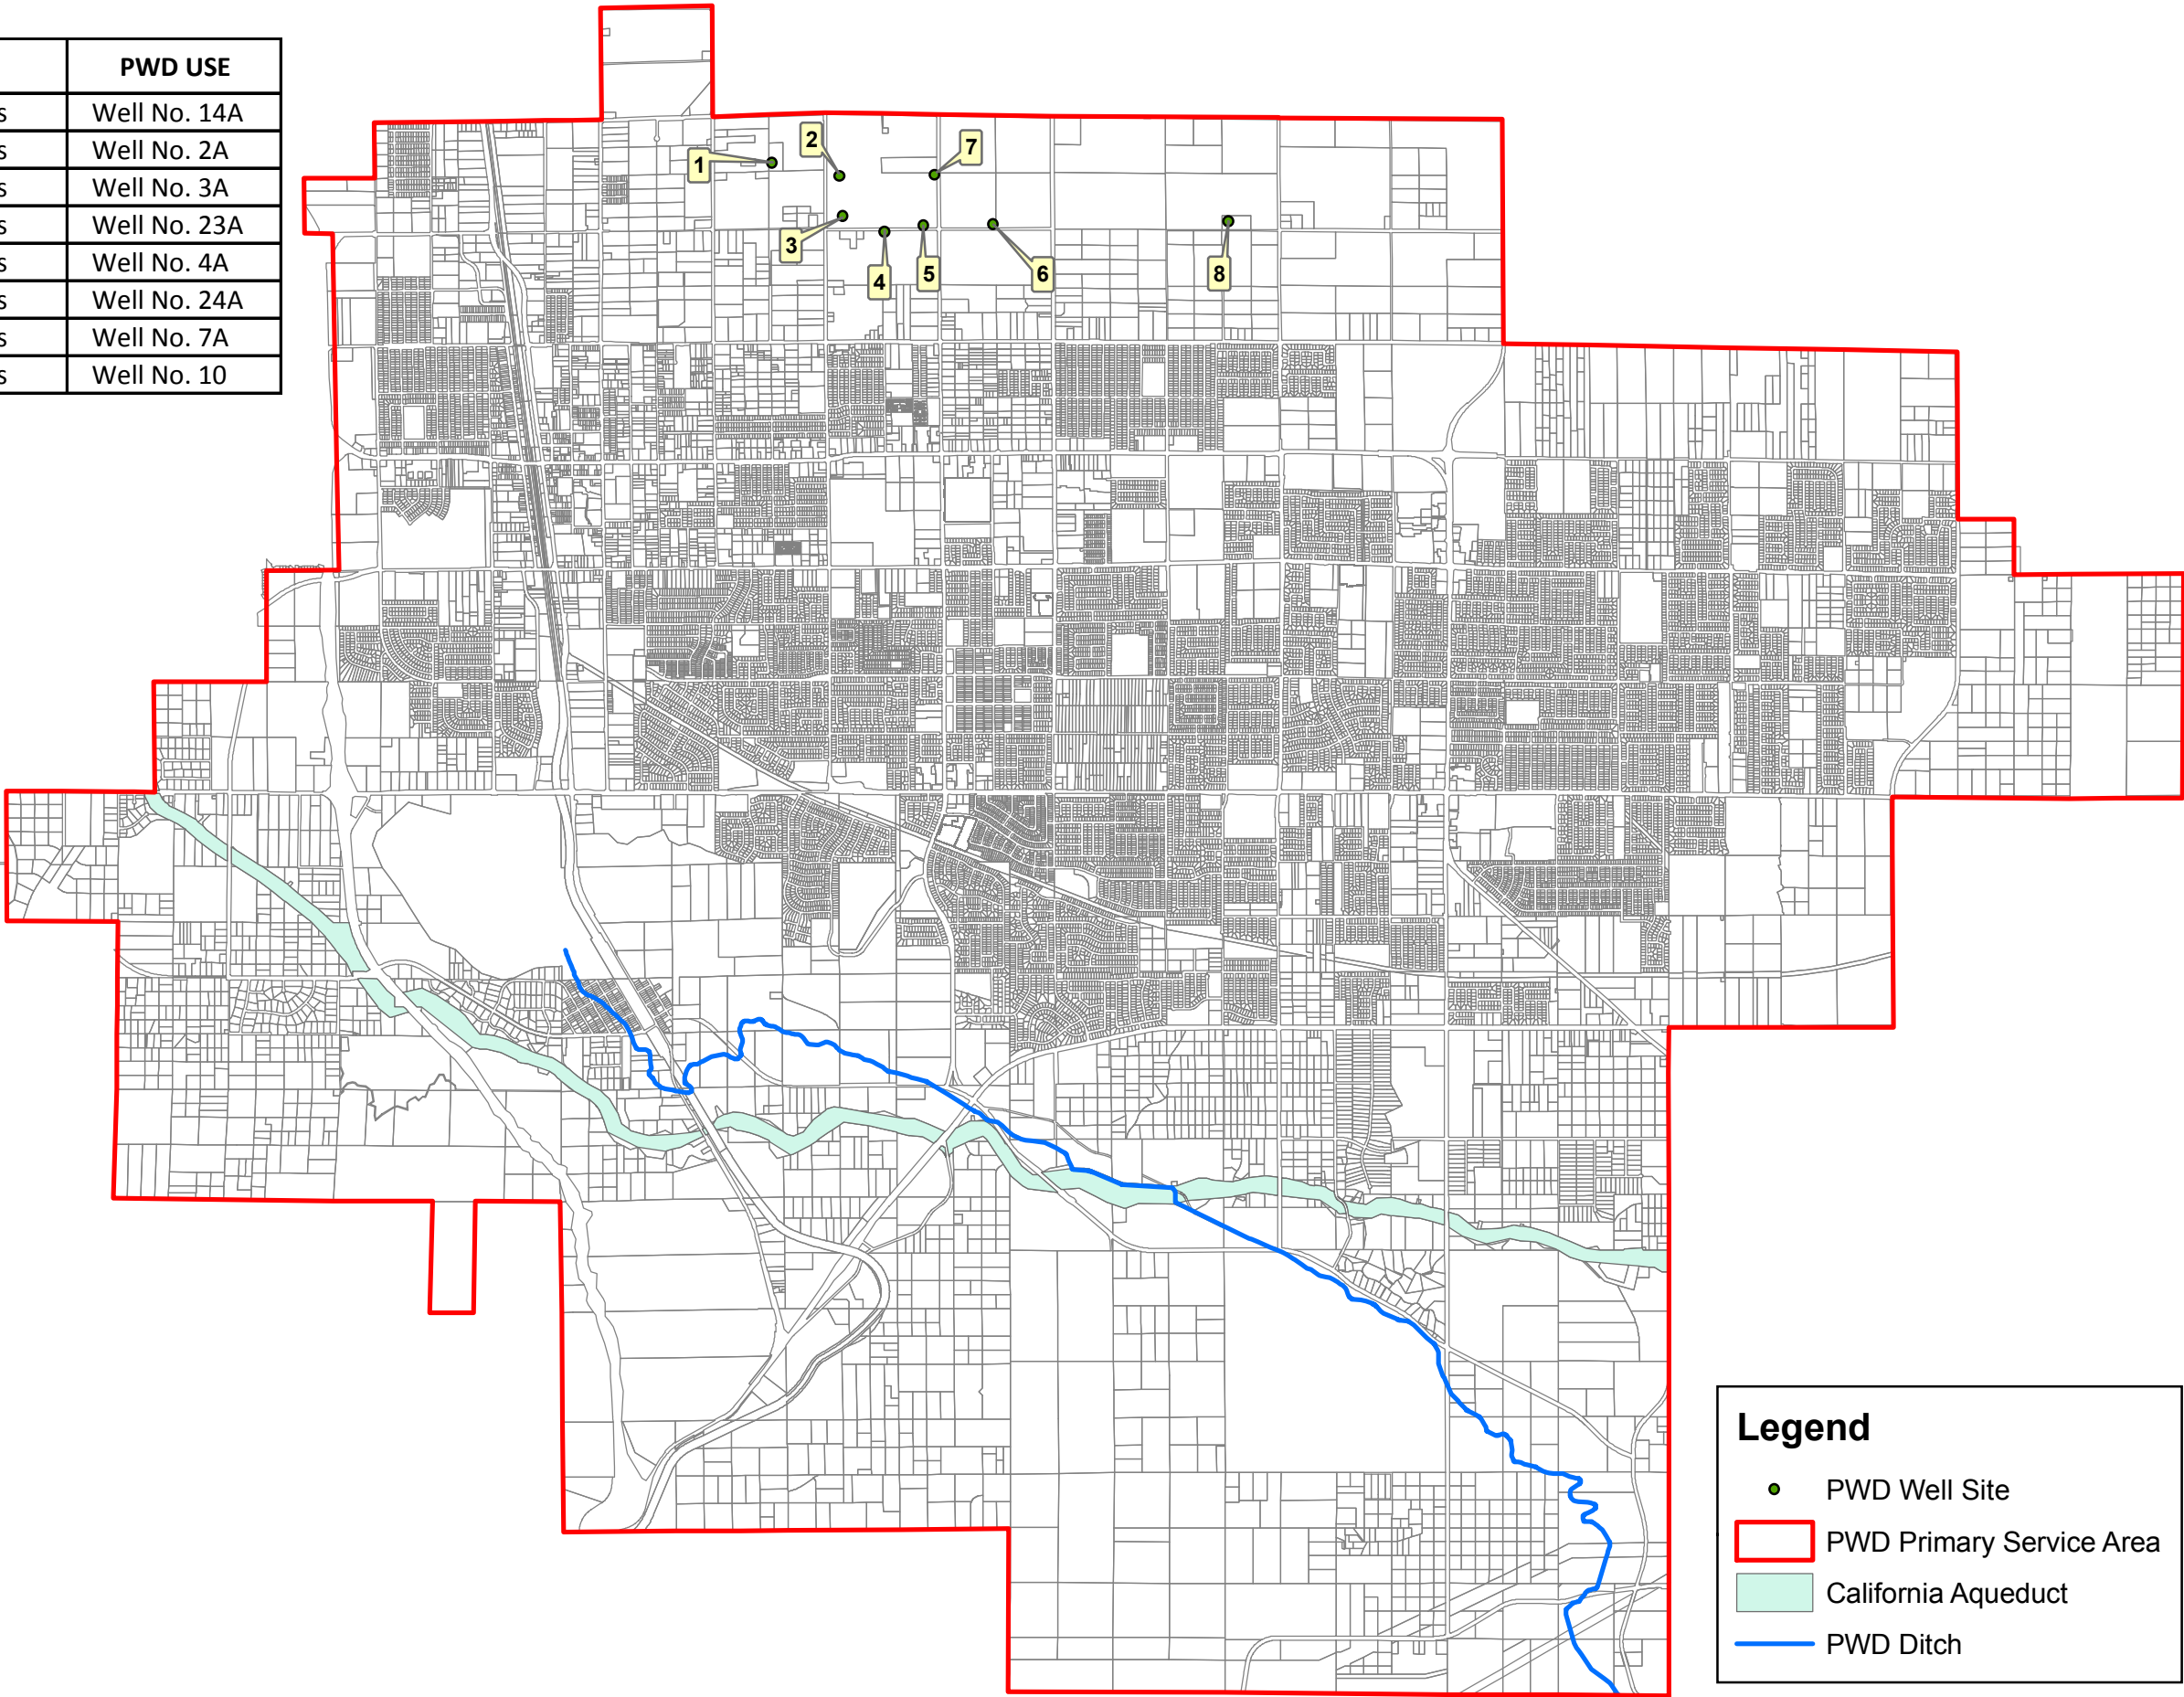 PWD USE
s Well No. 14A
s Well No. 2A
s Well No. 3A
s Well No. 23A
s Well No. 4A
s Well No. 24A
s Well No. 7A
s Well No. 10
1
2
3
4
5
6
7
8
Legend
PWD Well Site
PWD Primary Service Area
California Aqueduct
PWD Ditch